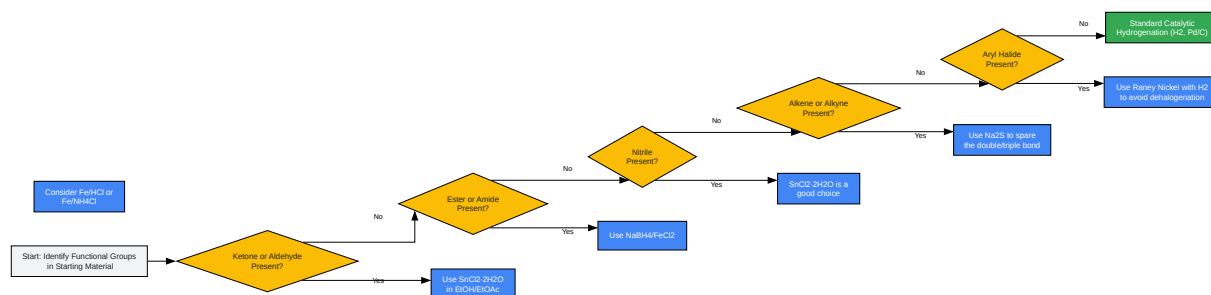 Start: Identify Functional Groups
in Starting Material
Consider Fe/HCl or
Fe/NH4Cl
Ketone or Aldehyde
Present?
No
Yes
Use SnCl2·2H2O
in EtOH/EtOAc
Ester or Amide
Present?
No
Yes
Use NaBH4/FeCl2
Nitrile
Present?
No
Yes
SnCl2·2H2O is a
good choice
Alkene or Alkyne
Present?
No
Yes
Use Na2S to spare
the double/triple bond
Aryl Halide
Present?
No
Standard Catalytic
Hydrogenation (H2, Pd/C)
Yes
Use Raney Nickel with H2
to avoid dehalogenation